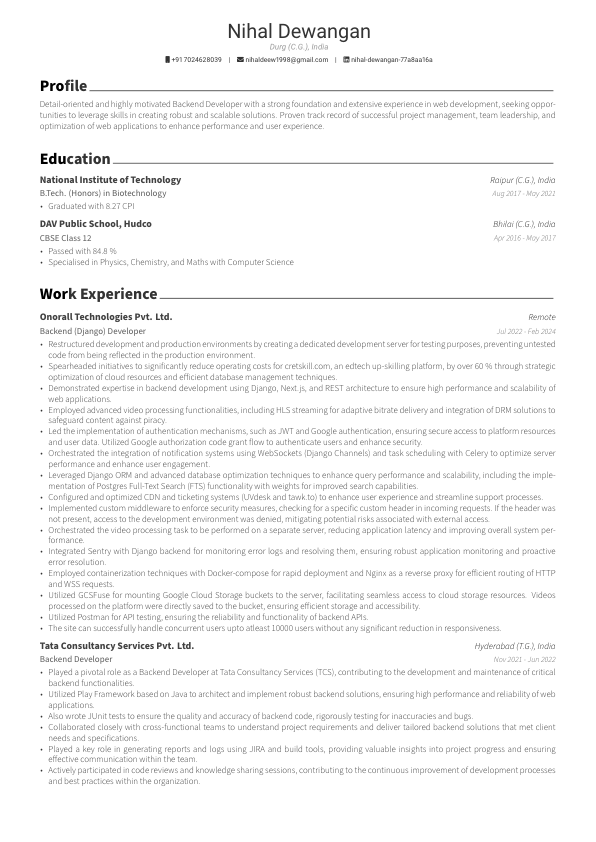 Nihal Dewangan
Durg (C.G.), India
+91 7024628039 | nihaldeew1998@gmail.com | nihal-dewangan-77a8aa16a
Profile
Detail-oriented and highly motivated Backend Developer with a strong foundation and extensive experience in web development, seeking oppor-
tunities to leverage skills in creating robust and scalable solutions. Proven track record of successful project management, team leadership, and
optimization of web applications to enhance performance and user experience.
Education
National Institute of Technology Raipur (C.G.), India
B.Tech. (Honors) in Biotechnology Aug 2017 - May 2021
• Graduated with 8.27 CPI
DAV Public School, Hudco Bhilai (C.G.), India
CBSE Class 12 Apr 2016 - May 2017
• Passed with 84.8 %
• Specialised in Physics, Chemistry, and Maths with Computer Science
Work Experience
Onorall Technologies Pvt. Ltd. Remote
Backend (Django) Developer Jul 2022 - Feb 2024
• Restructured development and production environments by creating a dedicated development server for testing purposes, preventing untested
code from being reflected in the production environment.
• Spearheaded initiatives to significantly reduce operating costs for cretskill.com, an edtech up-skilling platform, by over 60 % through strategic
optimization of cloud resources and efficient database management techniques.
• Demonstrated expertise in backend development using Django, Next.js, and REST architecture to ensure high performance and scalability of
web applications.
• Employed advanced video processing functionalities, including HLS streaming for adaptive bitrate delivery and integration of DRM solutions to
safeguard content against piracy.
• Led the implementation of authentication mechanisms, such as JWT and Google authentication, ensuring secure access to platform resources
and user data. Utilized Google authorization code grant flow to authenticate users and enhance security.
• Orchestrated the integration of notification systems using WebSockets (Django Channels) and task scheduling with Celery to optimize server
performance and enhance user engagement.
• Leveraged Django ORM and advanced database optimization techniques to enhance query performance and scalability, including the imple-
mentation of Postgres Full-Text Search (FTS) functionality with weights for improved search capabilities.
• Configured and optimized CDN and ticketing systems (UVdesk and tawk.to) to enhance user experience and streamline support processes.
• Implemented custom middleware to enforce security measures, checking for a specific custom header in incoming requests. If the header was
not present, access to the development environment was denied, mitigating potential risks associated with external access.
• Orchestrated the video processing task to be performed on a separate server, reducing application latency and improving overall system per-
formance.
• Integrated Sentry with Django backend for monitoring error logs and resolving them, ensuring robust application monitoring and proactive
error resolution.
• Employed containerization techniques with Docker-compose for rapid deployment and Nginx as a reverse proxy for efficient routing of HTTP
and WSS requests.
• Utilized GCSFuse for mounting Google Cloud Storage buckets to the server, facilitating seamless access to cloud storage resources. Videos
processed on the platform were directly saved to the bucket, ensuring efficient storage and accessibility.
• Utilized Postman for API testing, ensuring the reliability and functionality of backend APIs.
• The site can successfully handle concurrent users upto atleast 10000 users without any significant reduction in responsiveness.
Tata Consultancy Services Pvt. Ltd. Hyderabad (T.G.), India
Backend Developer Nov 2021 - Jun 2022
• Played a pivotal role as a Backend Developer at Tata Consultancy Services (TCS), contributing to the development and maintenance of critical
backend functionalities.
• Utilized Play Framework based on Java to architect and implement robust backend solutions, ensuring high performance and reliability of web
applications.
• Also wrote JUnit tests to ensure the quality and accuracy of backend code, rigorously testing for inaccuracies and bugs.
• Collaborated closely with cross-functional teams to understand project requirements and deliver tailored backend solutions that met client
needs and specifications.
• Played a key role in generating reports and logs using JIRA and build tools, providing valuable insights into project progress and ensuring
effective communication within the team.
• Actively participated in code reviews and knowledge sharing sessions, contributing to the continuous improvement of development processes
and best practices within the organization.